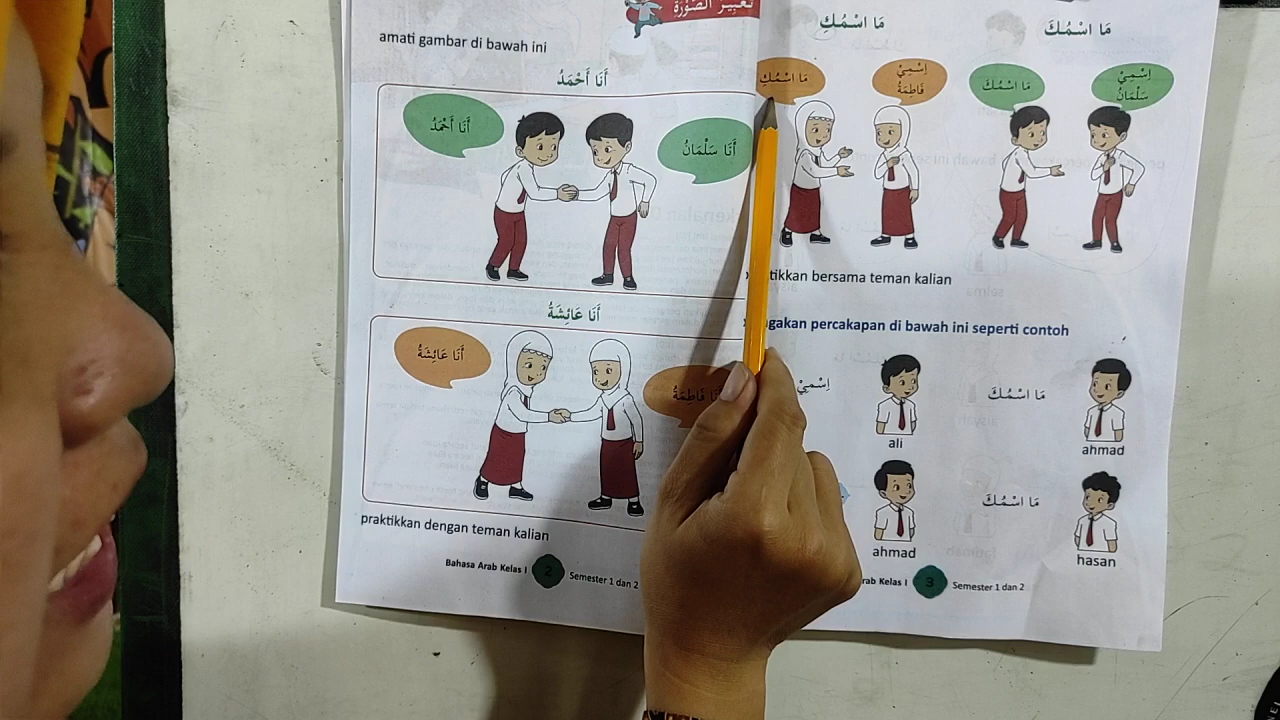 تَعْبِيْرُ الصُّوْرَةِ
amati gambar di bawah ini
أَنَا أَحْمَدُ
أَنَا أَحْمَدُ
أَنَا سَلْمَانُ
أَنَا عَائِشَةُ
أَنَا عَائِشَةُ
فَاطِمَةُ
praktikkan dengan teman kalian
Bahasa Arab Kelas I
2
Semester 1 dan 2
مَا اسْمُكِ
مَا اسْمُكَ
مَا اسْمُكِ
اِسْمِيْ
فَاطِمَةُ
مَا اسْمُكَ
اِسْمِيْ
سَلْمَانُ
bersama teman kalian
percakapan di bawah ini seperti contoh
اِسْمِيْ
مَا اسْمُكَ
ali
ahmad
مَا اسْمُكَ
ahmad
hasan
Kelas I
3
Semester 1 dan 2